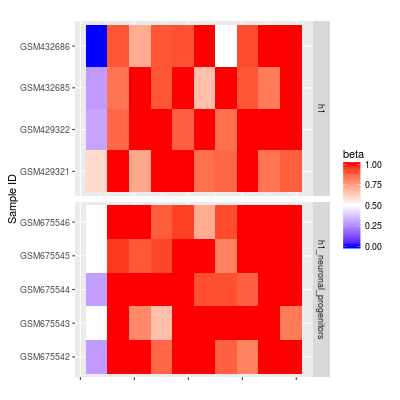 GSM432686
GSM432685
GSM429322
GSM429321
h1
GSM675546
GSM675545
GSM675544
GSM675543
GSM675542
h1_neuronal_progenitors
Sample ID
beta
1.00
0.75
0.50
0.25
0.00